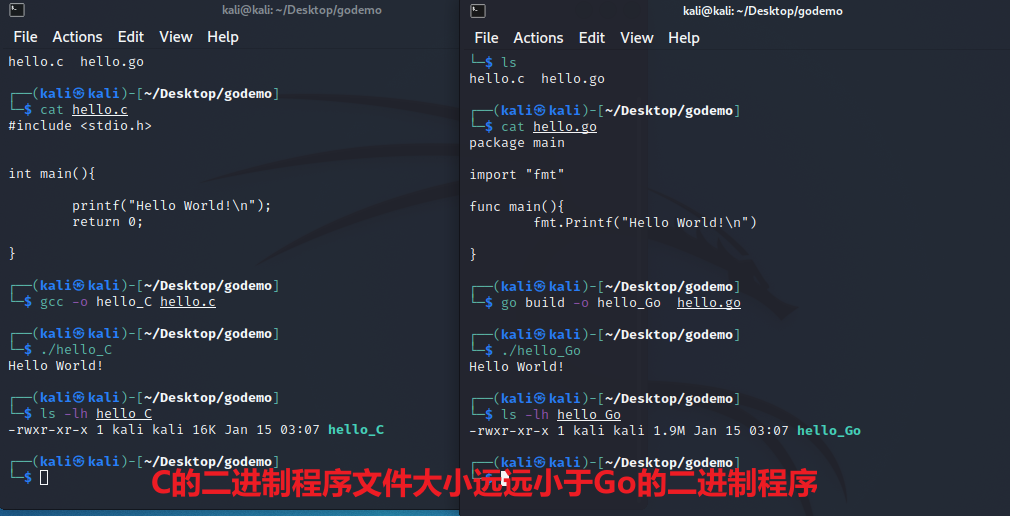 kali@kali: ~/Desktop/godemo
File Actions Edit View Help
hello.c hello.go
┌──(kali㉿kali)-[~/Desktop/godemo]
└─$ cat hello.c
#include <stdio.h>
int main(){
printf("Hello World!\n");
return 0;
}
┌──(kali㉿kali)-[~/Desktop/godemo]
└─$ gcc -o hello_C hello.c
┌──(kali㉿kali)-[~/Desktop/godemo]
└─$ ./hello_C
Hello World!
┌──(kali㉿kali)-[~/Desktop/godemo]
└─$ ls -lh hello_C
-rwxr-xr-x 1 kali kali 16K Jan 15 03:07 hello_C
┌──(kali㉿kali)-[~/Desktop/godemo]
└─$
kali@kali: ~/Desktop/godemo
File Actions Edit View Help
└─$ ls
hello.c hello.go
┌──(kali㉿kali)-[~/Desktop/godemo]
└─$ cat hello.go
package main
import "fmt"
func main(){
fmt.Printf("Hello World!\n")
}
┌──(kali㉿kali)-[~/Desktop/godemo]
└─$ go build -o hello_Go hello.go
┌──(kali㉿kali)-[~/Desktop/godemo]
└─$ ./hello_Go
Hello World!
┌──(kali㉿kali)-[~/Desktop/godemo]
└─$ ls -lh hello_Go
-rwxr-xr-x 1 kali kali 1.9M Jan 15 03:07 hello_Go
┌──(kali㉿kali)-[~/Desktop/godemo]
└─$
C的二进制程序文件大小远远小于Go的二进制程序